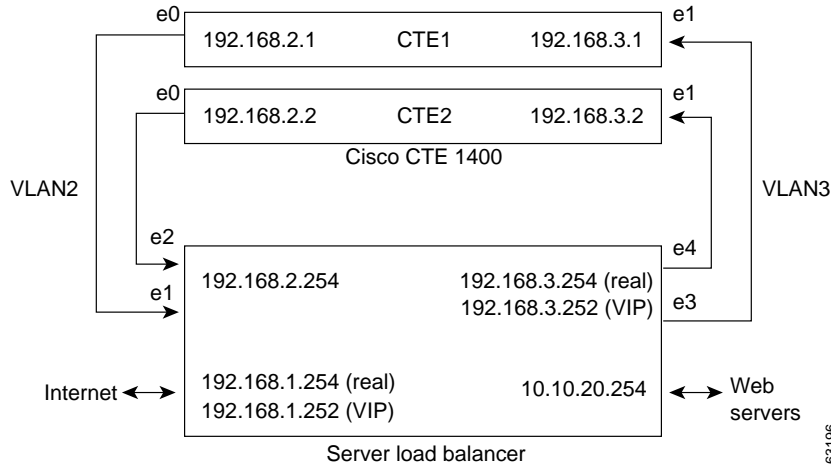 e0
e1
192.168.2.1 CTE1 192.168.3.1
e0
e1
192.168.2.2 CTE2 192.168.3.2
Cisco CTE 1400
VLAN2
VLAN3
e2
e4
192.168.2.254
192.168.3.254 (real)
e1
e3
192.168.3.252 (VIP)
Internet
192.168.1.254 (real)
192.168.1.252 (VIP)
10.10.20.254
Web
servers
Server load balancer
63196